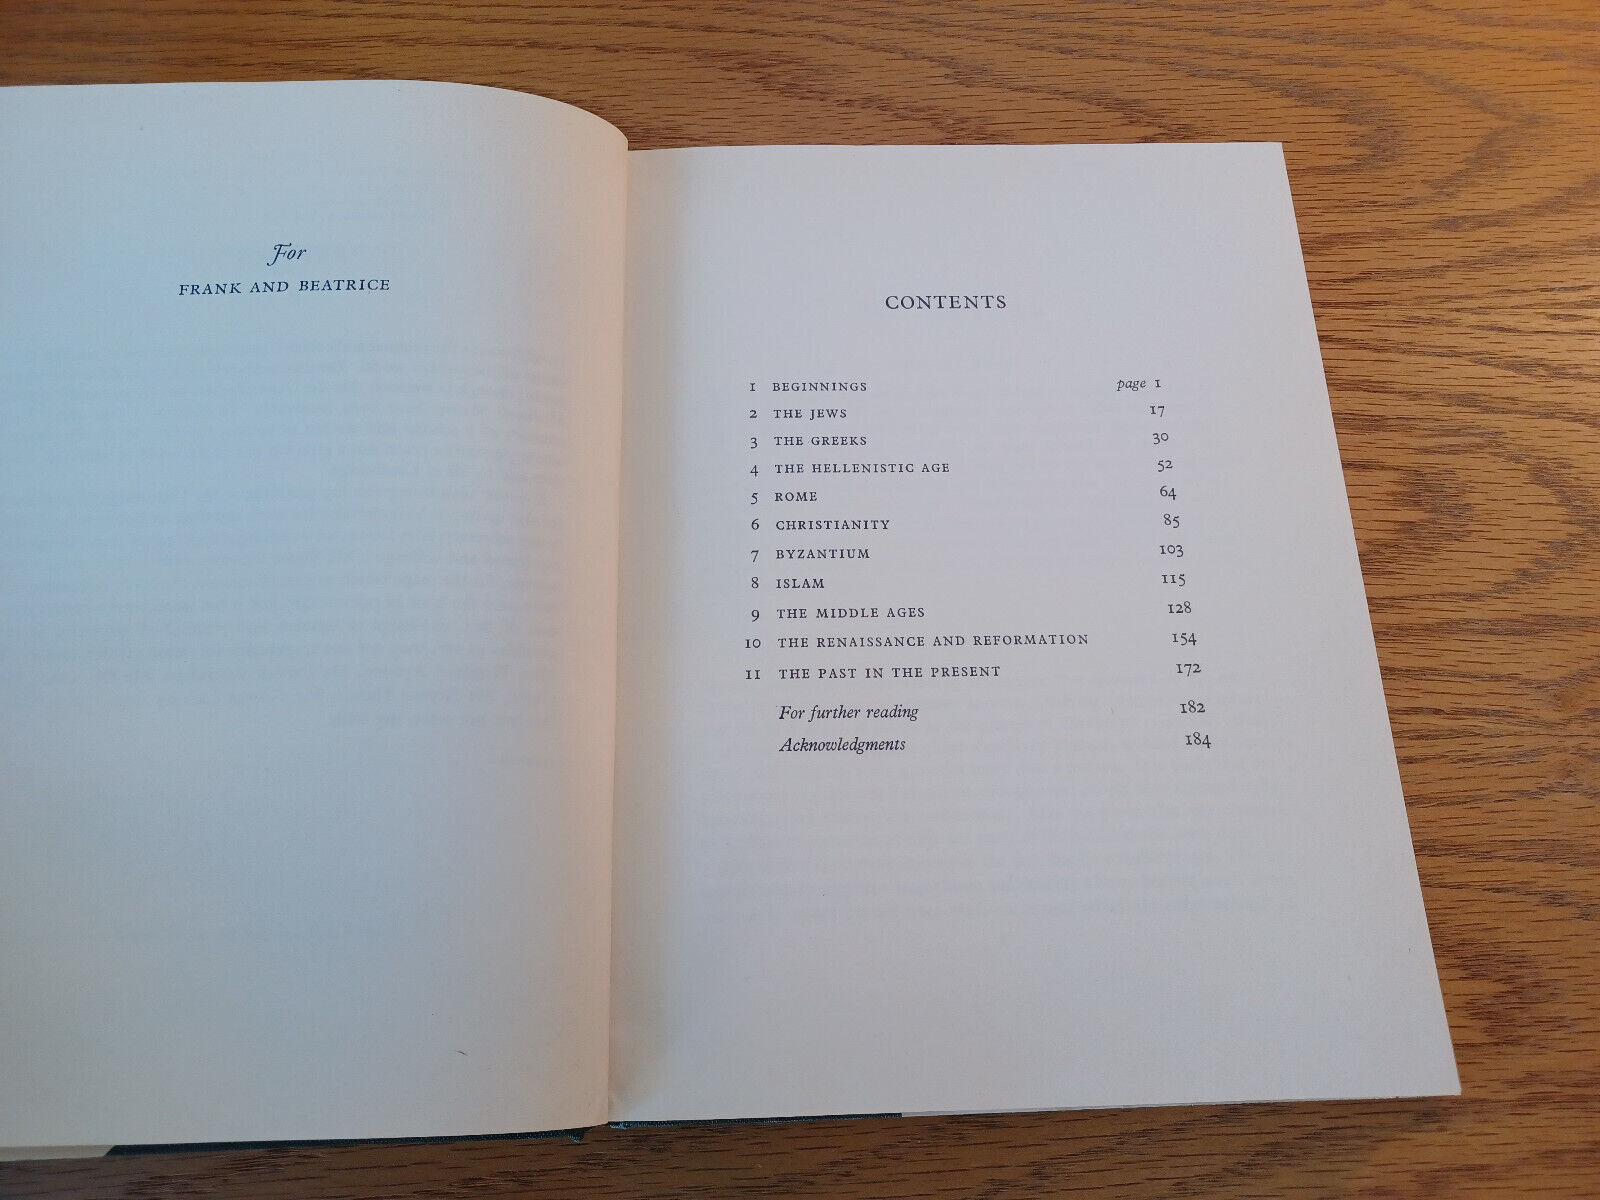 For
FRANK AND BEATRICE
CONTENTS
1 BEGINNINGS page 1
2 THE JEWS 17
3 THE GREEKS 30
4 THE HELLENISTIC AGE 52
5 ROME 64
6 CHRISTIANITY 85
7 BYZANTIUM 103
8 ISLAM 115
9 THE MIDDLE AGES 128
10 THE RENAISSANCE AND REFORMATION 154
11 THE PAST IN THE PRESENT 172
For further reading 182
Acknowledgments 184